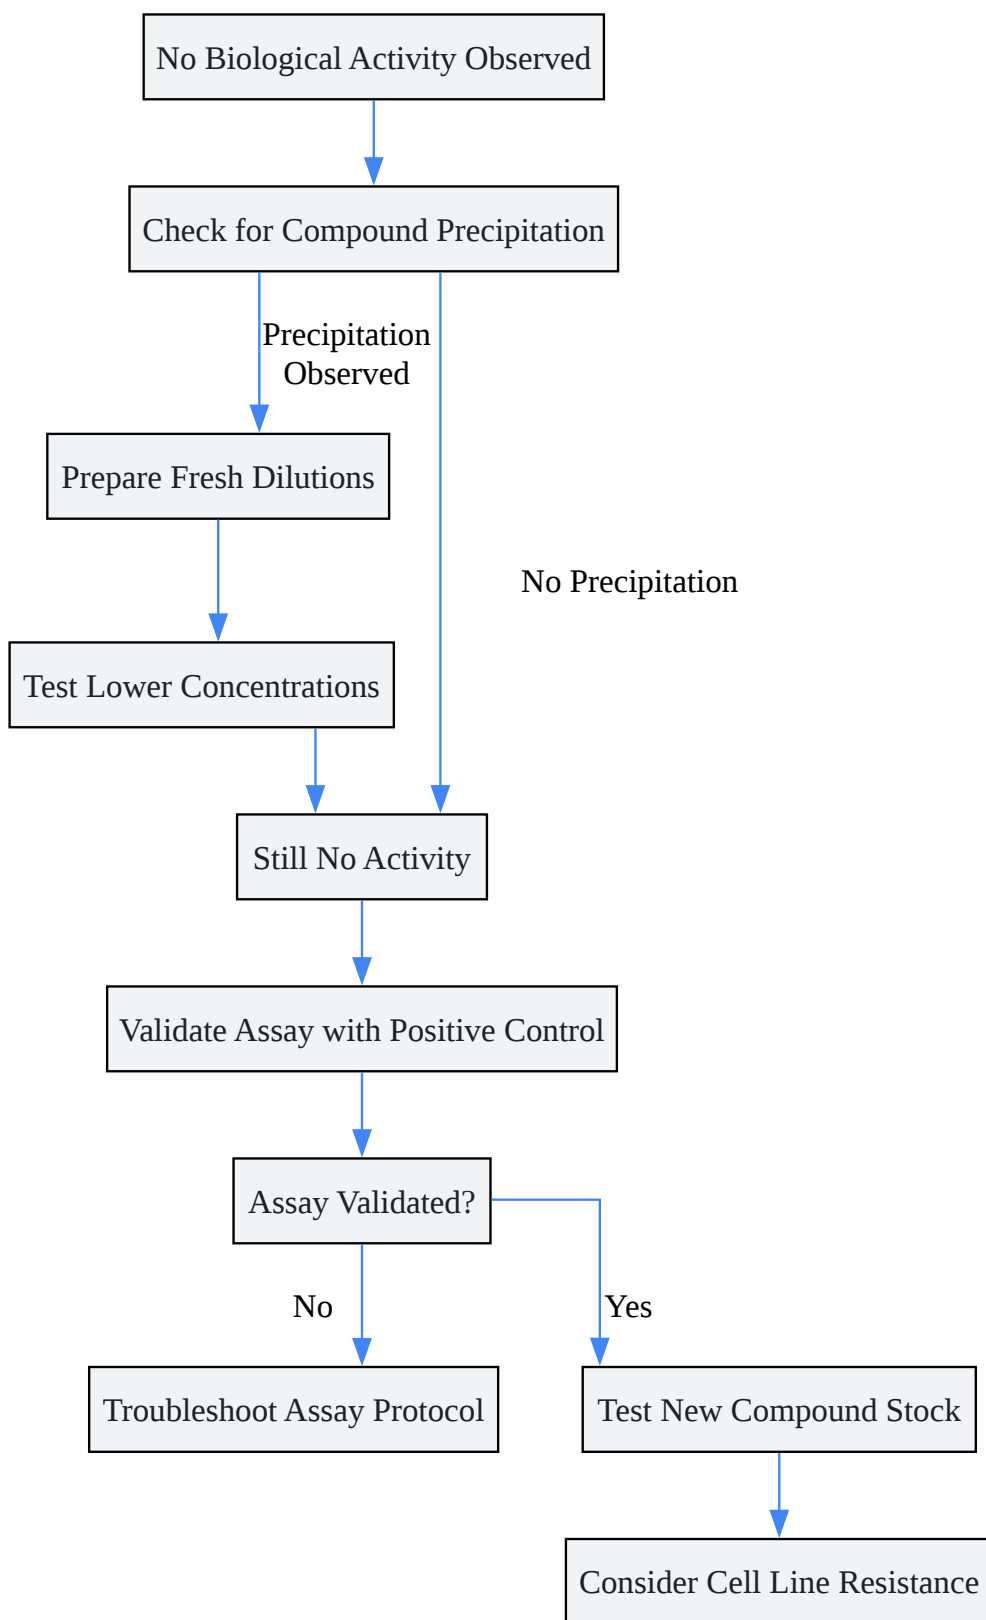 No Biological Activity Observed
Check for Compound Precipitation
Precipitation
Observed
Prepare Fresh Dilutions
No Precipitation
Test Lower Concentrations
Still No Activity
Validate Assay with Positive Control
Assay Validated?
No
Yes
Troubleshoot Assay Protocol
Test New Compound Stock
Consider Cell Line Resistance